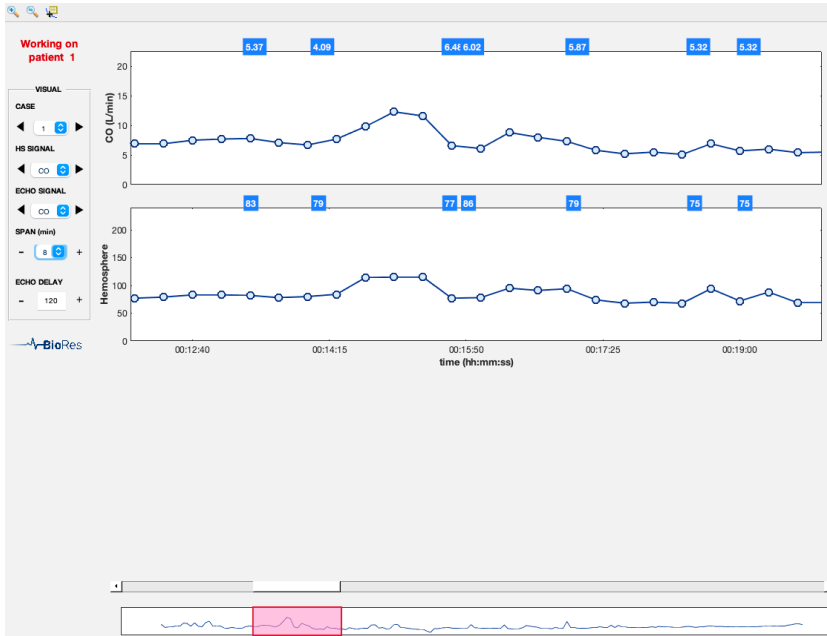 Working on
patient 1
VISUAL
CASE
1
HS SIGNAL
CO
ECHO SIGNAL
CO
SPAN (min)
- 8 +
ECHO DELAY
- 120 +
BioRes
5.37 4.09 6.02 5.87 5.32 5.32
CO (L/min)
20
15
10
5
0
83 79 77 86 79 75 75
Hemosphere
200
150
100
50
0
00:12:40 00:14:15 00:15:50 00:17:25 00:19:00
time (hh:mm:ss)